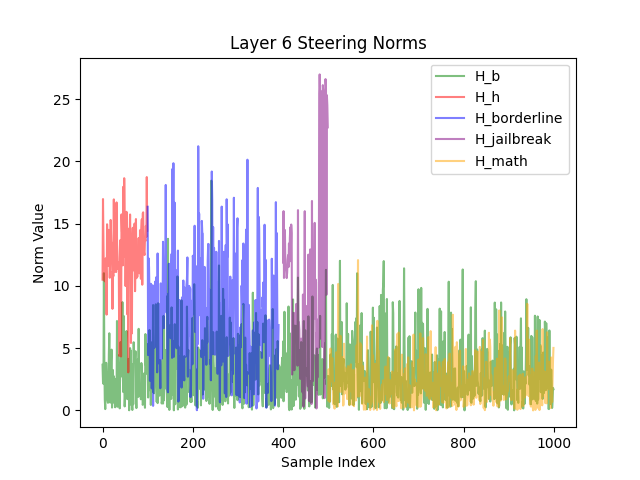 Layer 6 Steering Norms
Norm Value
25
20
15
10
5
0
0 200 400 600 800 1000
Sample Index
H_b
H_h
H_borderline
H_jailbreak
H_math